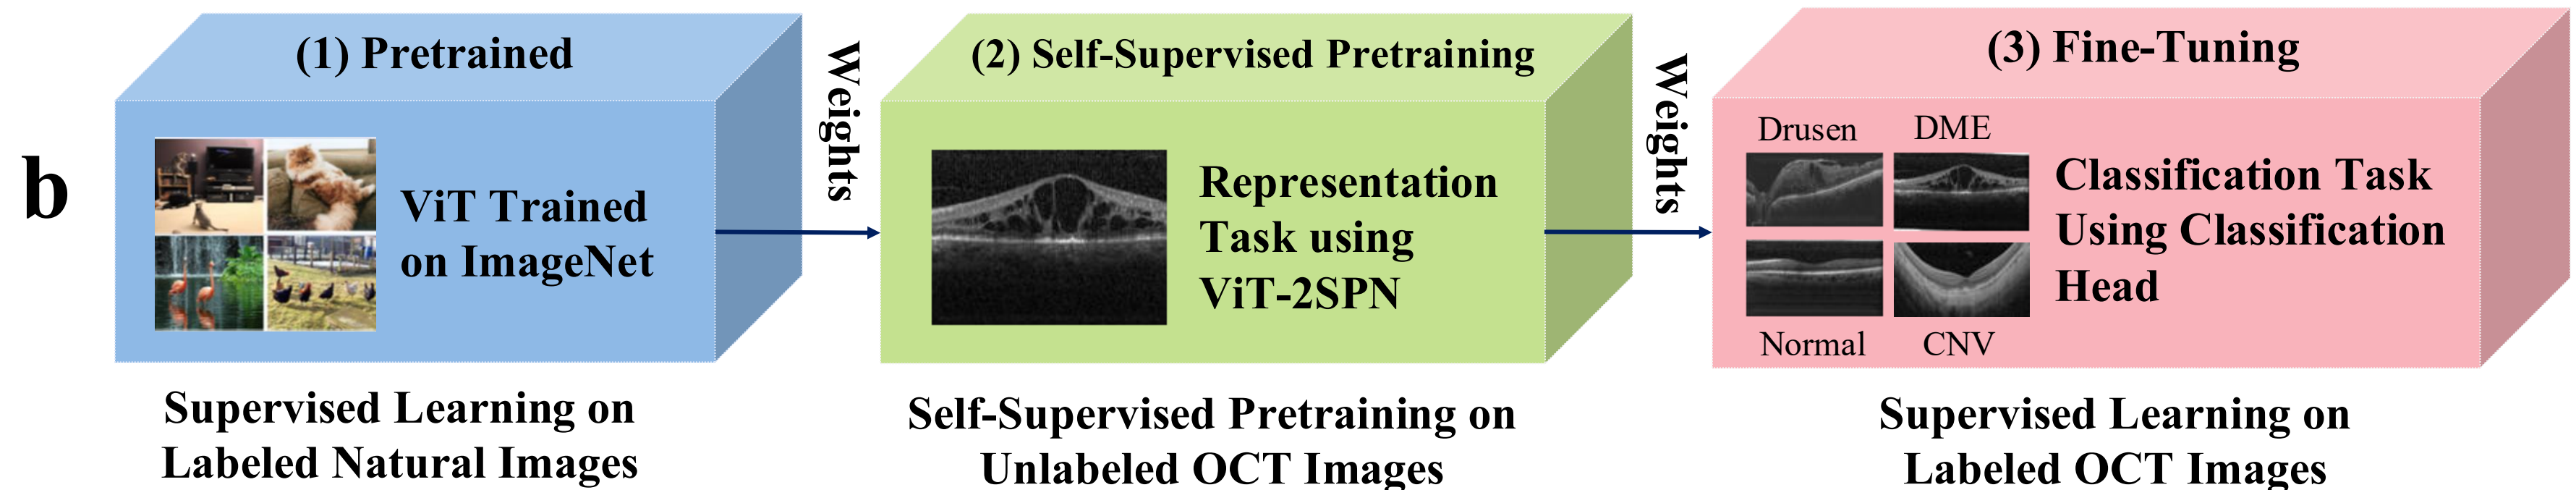 b
(1) Pretrained
ViT Trained
on ImageNet
Supervised Learning on
Labeled Natural Images
Weights
(2) Self-Supervised Pretraining
Representation
Task using
ViT-2SPN
Self-Supervised Pretraining on
Unlabeled OCT Images
Weights
(3) Fine-Tuning
Drusen
DME
Normal
CNV
Classification Task
Using Classification
Head
Supervised Learning on
Labeled OCT Images